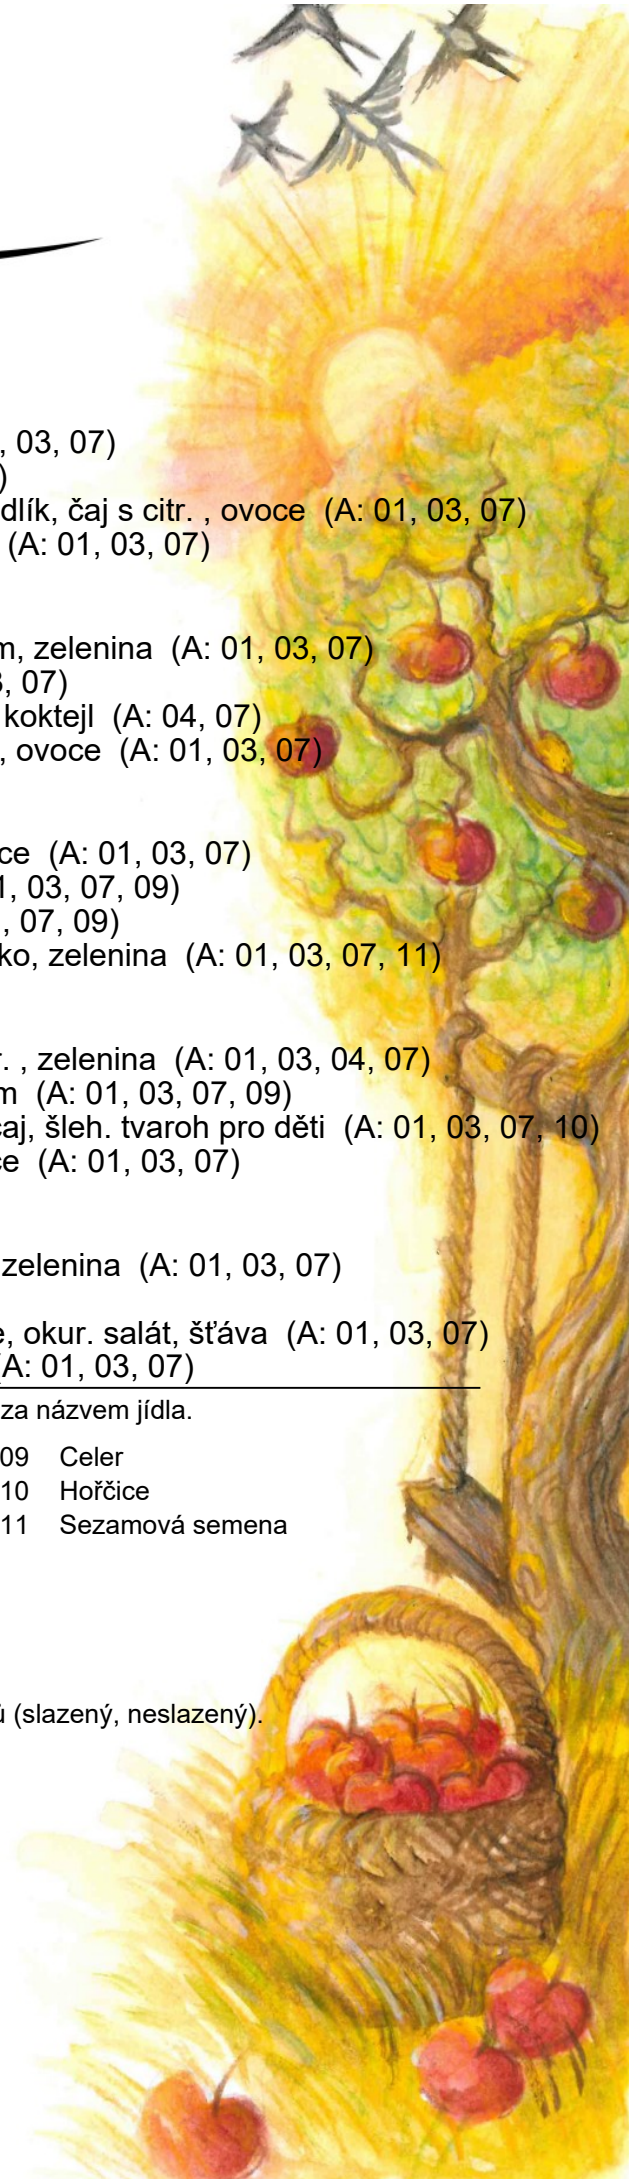 , 03, 07)
)
dlík, čaj s citr. , ovoce (A: 01, 03, 07)
(A: 01, 03, 07)
m, zelenina (A: 01, 03, 07)
3, 07)
koktejl (A: 04, 07)
, ovoce (A: 01, 03, 07)
ce (A: 01, 03, 07)
1, 03, 07, 09)
, 07, 09)
ko, zelenina (A: 01, 03, 07, 11)
r. , zelenina (A: 01, 03, 04, 07)
m (A: 01, 03, 07, 09)
čaj, šleh. tvaroh pro děti (A: 01, 03, 07, 10)
ce (A: 01, 03, 07)
zelenina (A: 01, 03, 07)
e, okur. salát, šťáva (A: 01, 03, 07)
(A: 01, 03, 07)
za názvem jídla.
09 Celer
10 Hořčice
11 Sezamová semena
ů (slazený, neslazený).